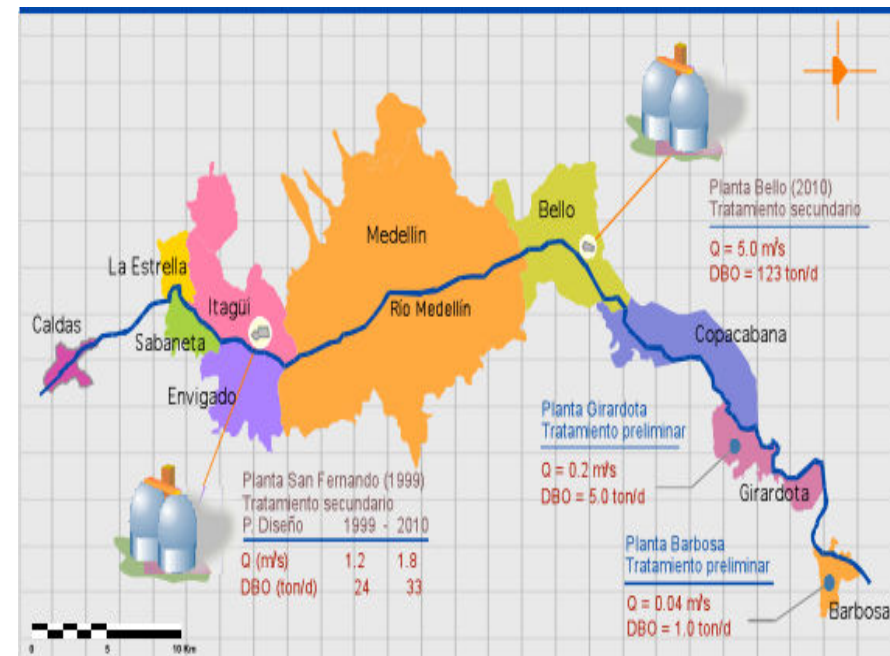 Planta Bello (2010)
Tratamiento secundario
Q = 5.0 m³/s
DBO = 123 ton/d
Bello
Medellín
La Estrella
Itagüi
Río Medellín
Caldas
Sabaneta
Copacabana
Envigado
Planta Girardota
Tratamiento preliminar
Q = 0.2 m³/s
DBO = 5.0 ton/d
Girardota
Planta San Fernando (1999)
Tratamiento secundario
P. Diseño 1999 - 2010
Q (m³/s) 1.2 1.8
DBO (ton/d) 24 33
Planta Barbosa
Tratamiento preliminar
Q = 0.04 m³/s
DBO = 1.0 ton/d
Barbosa
0 5 10 Km